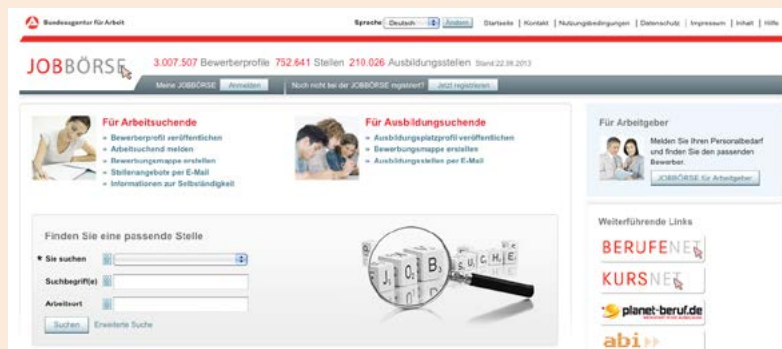 Bundesagentur für Arbeit
Sprache Deutsch Ändern Startseite | Kontakt | Nutzungsbedingungen | Datenschutz | Impressum | Inhalt | Hilfe
JOBBÖRSE
3.007.507 Bewerberprofile 752.641 Stellen 210.026 Ausbildungsstellen Stand 22.08.2013
Meine JOBBÖRSE Anmelden Noch nicht bei der JOBBÖRSE registriert? Jetzt registrieren
Für Arbeitsuchende
» Bewerberprofil veröffentlichen
» Arbeitsuchend melden
» Bewerbungsmappe erstellen
» Stellenangebote per E-Mail
» Informationen zur Selbständigkeit
Für Ausbildungsuchende
» Ausbildungsplatzprofil veröffentlichen
» Bewerbungsmappe erstellen
» Ausbildungsstellen per E-Mail
Für Arbeitgeber
Melden Sie Ihren Personalbedarf
und finden Sie den passenden
Bewerber.
JOBBÖRSE für Arbeitgeber
Finden Sie eine passende Stelle
* Sie suchen
Suchbegriff(e)
Arbeitsort
Suchen Erweiterte Suche
J O B S U C H E
Weiterführende Links
BERUFENET
KURSNET
planet-beruf.de
abi»